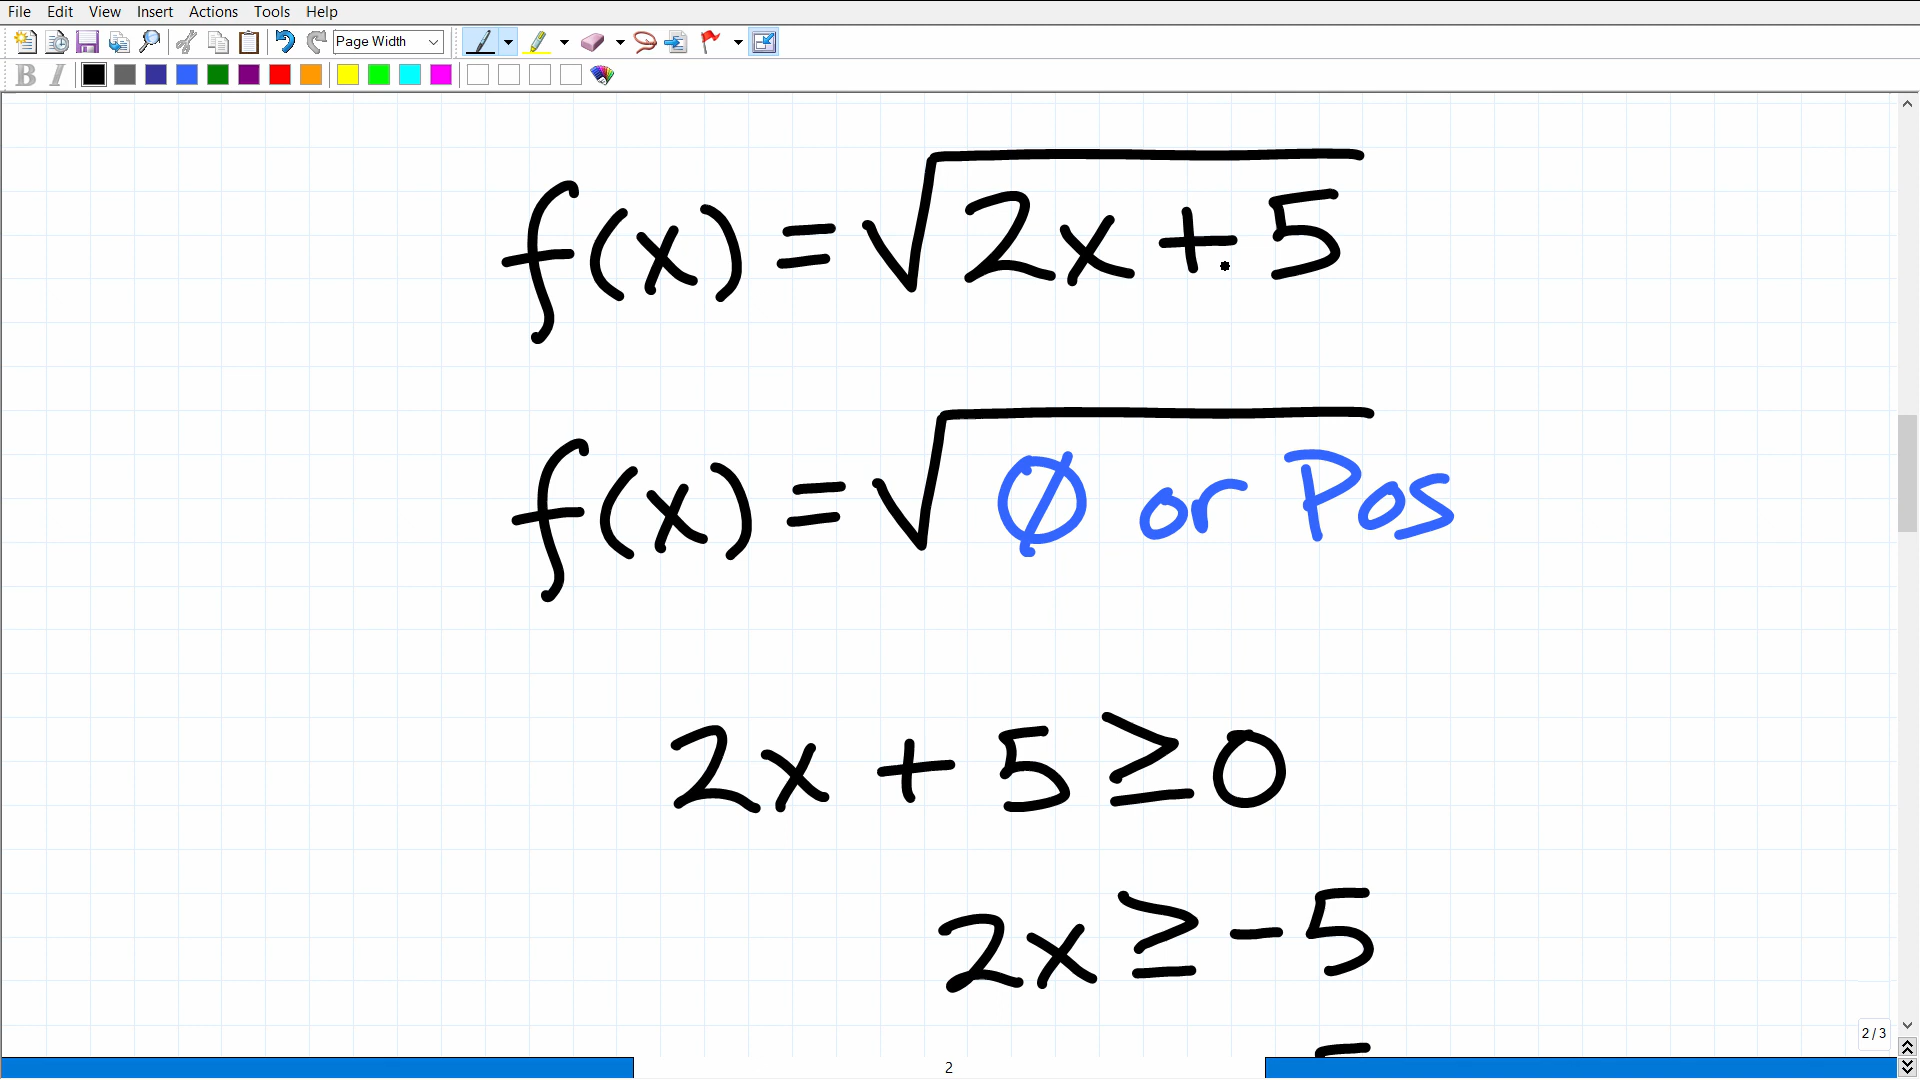 File Edit View Insert Actions Tools Help
Page Width
B I
f(x) = √2x + 5
f(x) = √∅ or Pos
2x + 5 ≥ 0
2x ≥ - 5
2 / 3
2